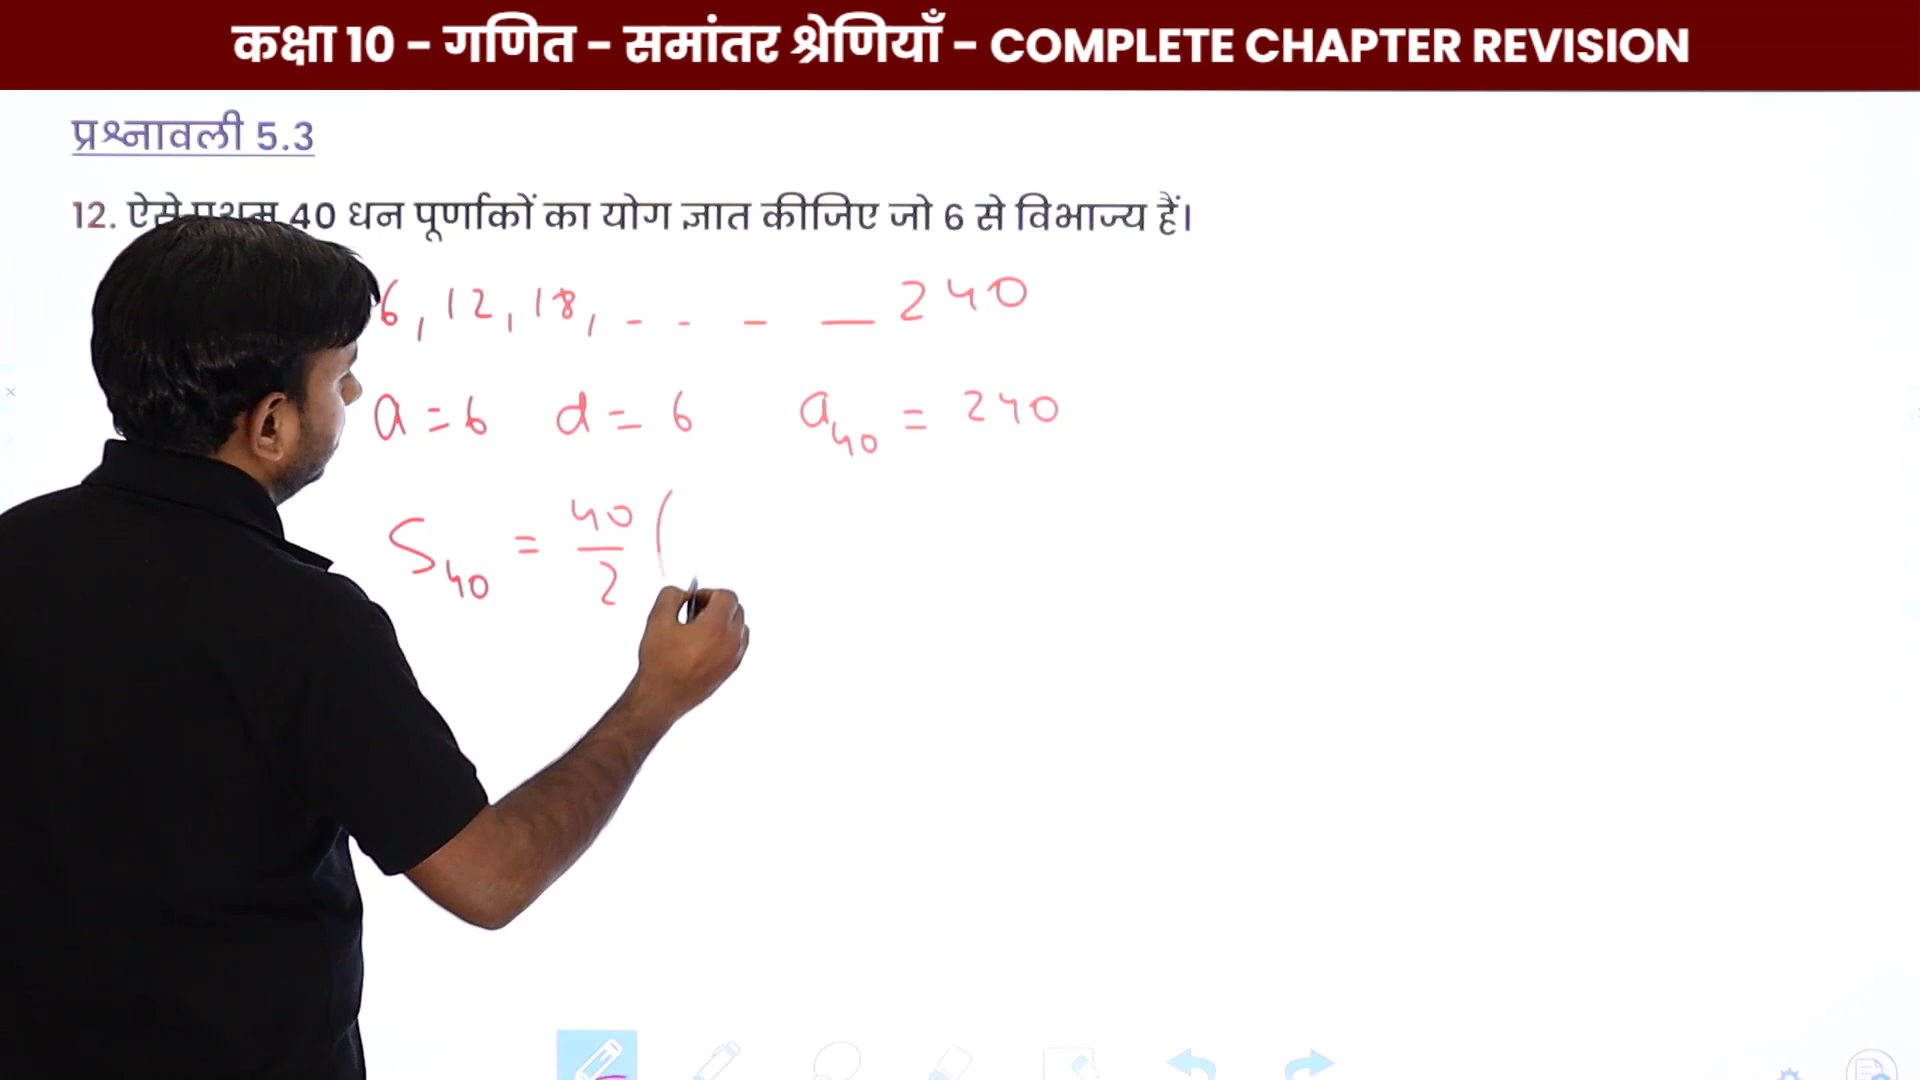 कक्षा 10 – गणित – समांतर श्रेणियाँ – COMPLETE CHAPTER REVISION
प्रश्नावली 5.3
12. ऐसे प्रथम 40 धन पूर्णाकों का योग ज्ञात कीजिए जो 6 से विभाज्य हैं।
6, 12, 18, - - - — 240
a = 6 d = 6 a₄₀ = 240
S₄₀ = 40/2 (